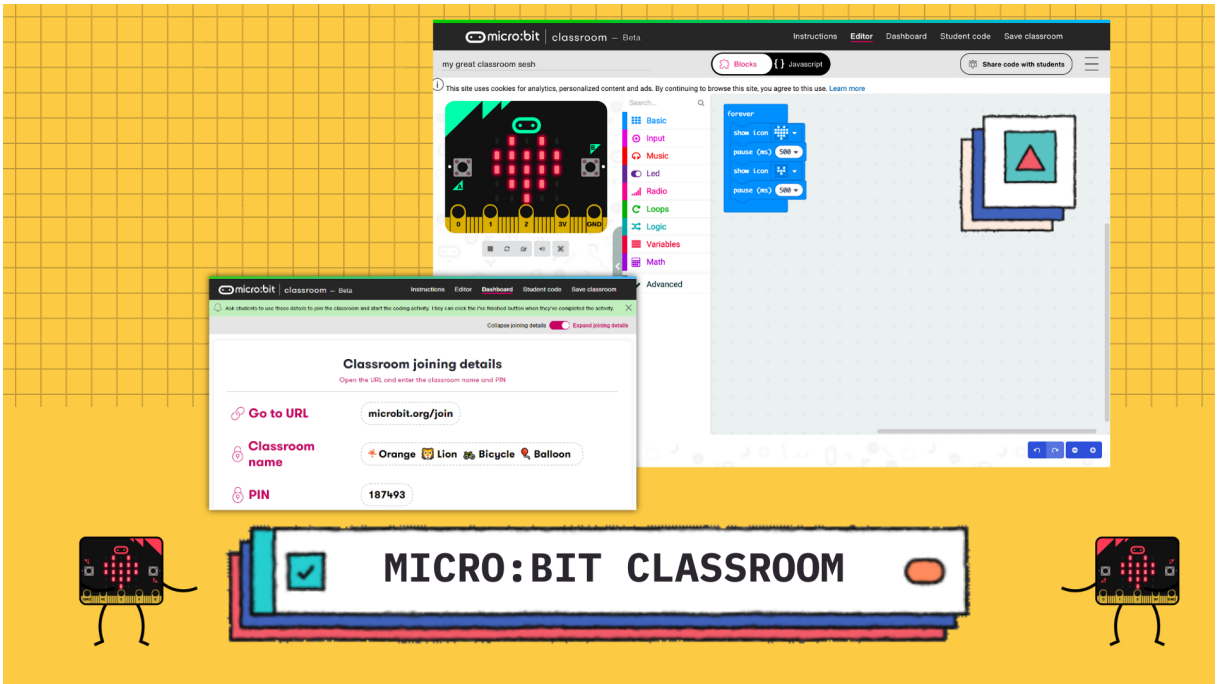 micro:bit classroom – Beta
Instructions Editor Dashboard Student code Save classroom
my great classroom sesh
Blocks {} Javascript
Share code with students
This site uses cookies for analytics, personalized content and ads. By continuing to browse this site, you agree to this use. Learn more
Search...
Basic
Input
Music
Led
Radio
Loops
Logic
Variables
Math
Advanced
forever
show icon
pause (ms) 500
show icon
pause (ms) 500
A
B
0 1 2 3V GND
micro:bit classroom – Beta
Instructions Editor Dashboard Student code Save classroom
Ask students to use these details to join the classroom and start the coding activity. They can click the I've finished button when they've completed the activity.
Collapse joining details Expand joining details
Classroom joining details
Open the URL and enter the classroom name and PIN
Go to URL microbit.org/join
Classroom name Orange Lion Bicycle Balloon
PIN 187493
MICRO:BIT CLASSROOM